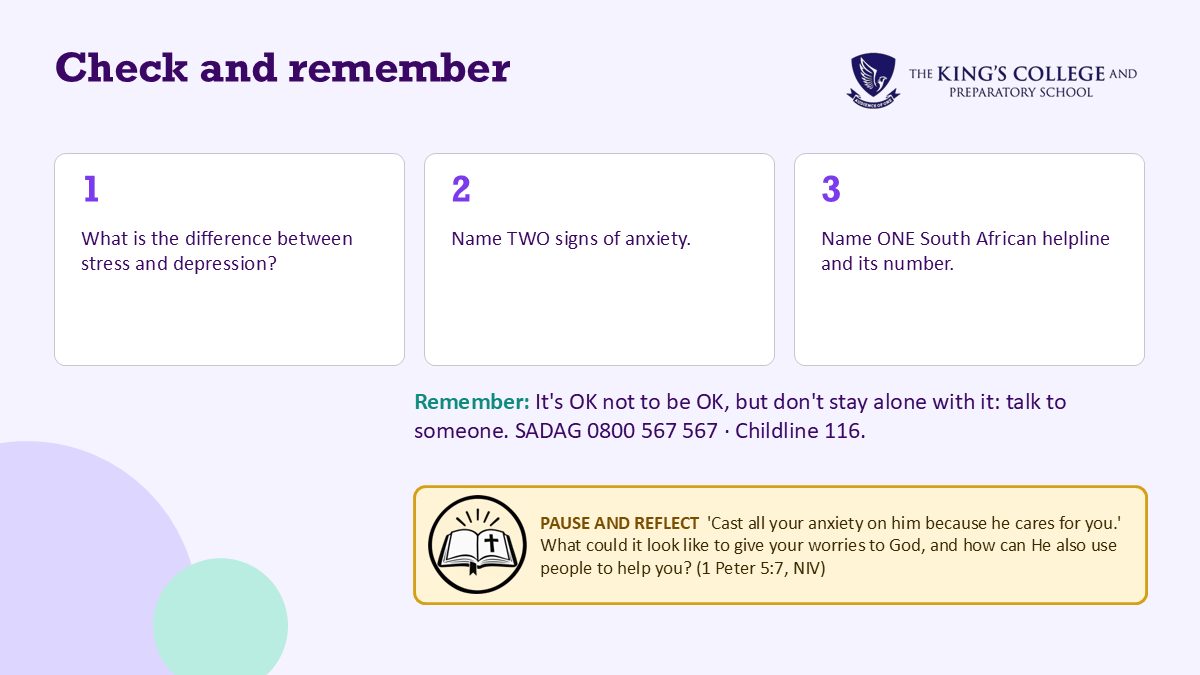 Check and remember
THE KING'S COLLEGE AND
PREPARATORY SCHOOL
AUDIENCE OF ONE
1
What is the difference between
stress and depression?
2
Name TWO signs of anxiety.
3
Name ONE South African helpline
and its number.
Remember: It's OK not to be OK, but don't stay alone with it: talk to
someone. SADAG 0800 567 567 · Childline 116.
PAUSE AND REFLECT 'Cast all your anxiety on him because he cares for you.'
What could it look like to give your worries to God, and how can He also use
people to help you? (1 Peter 5:7, NIV)